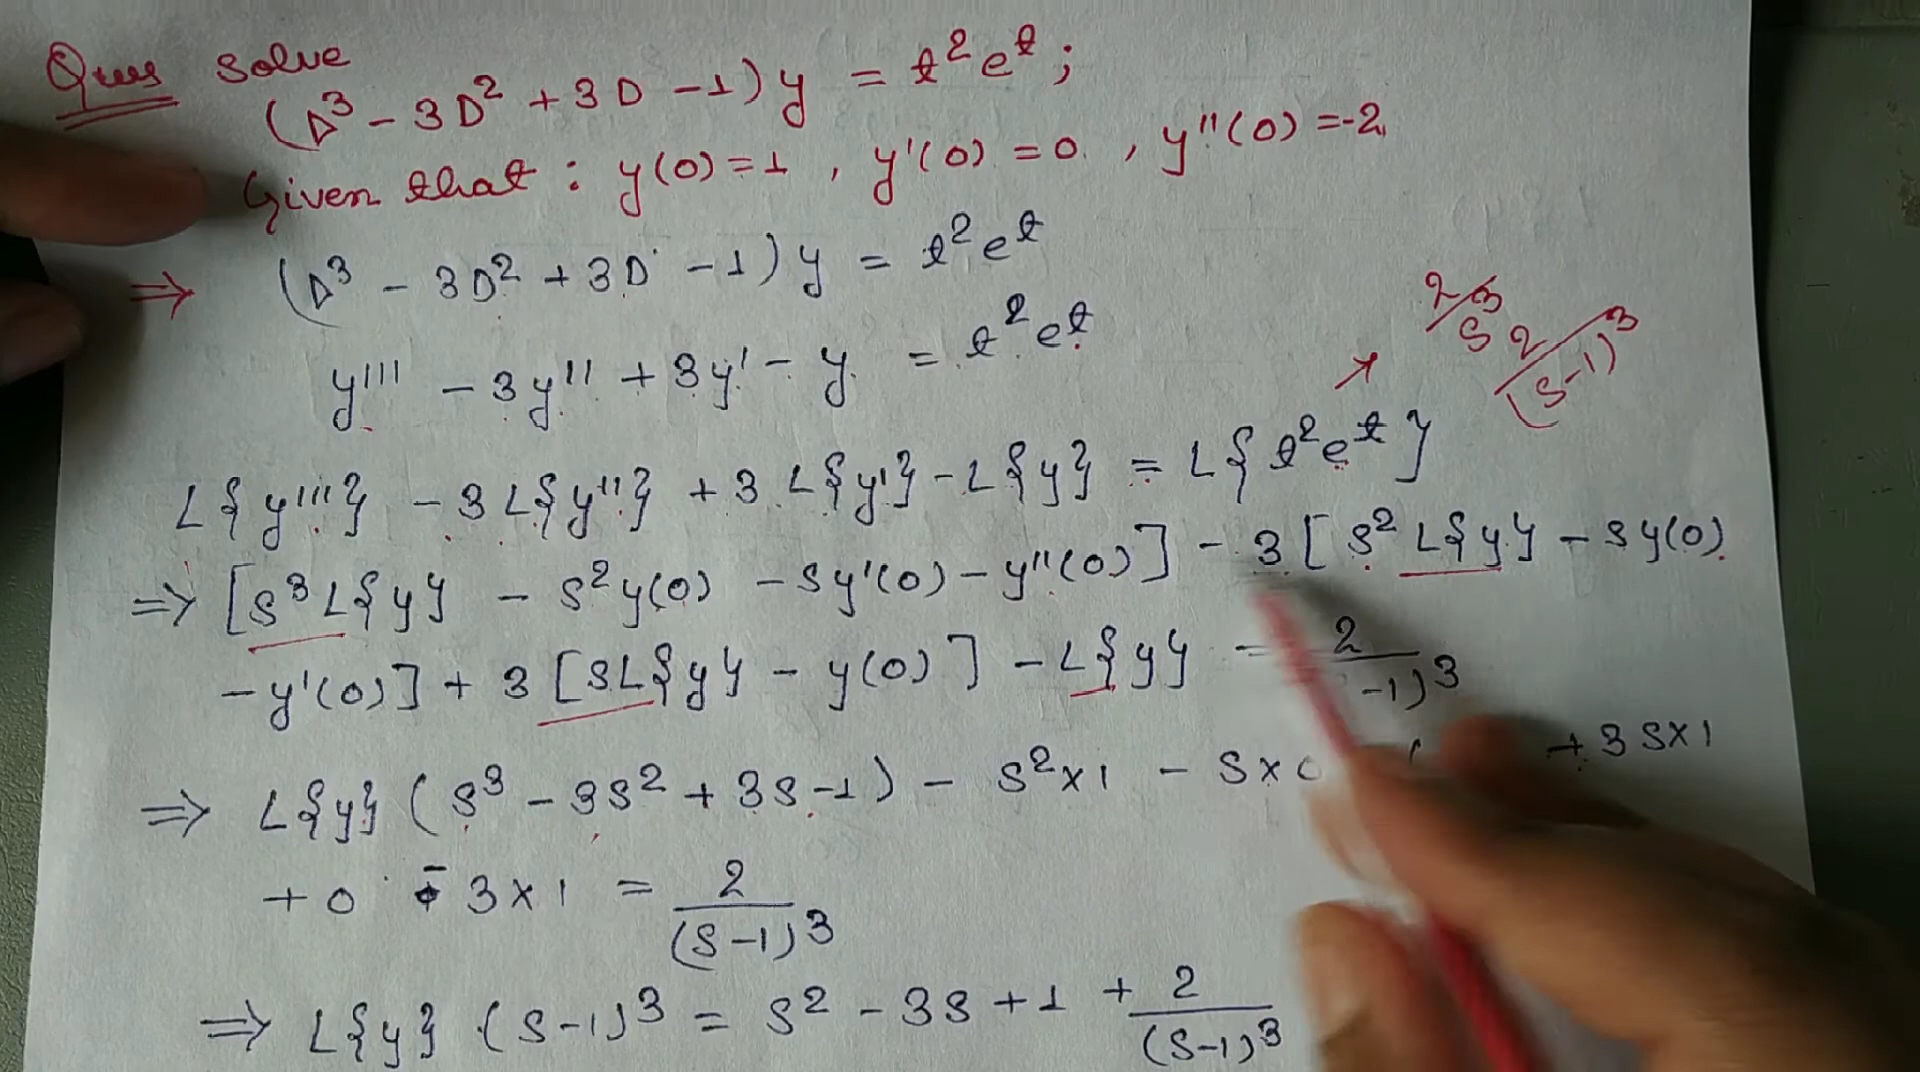 Ques Solve
(D³ - 3D² + 3D - 1) y = t²eᵗ ;
Given that : y(0) = 1 , y'(0) = 0 , y''(0) = -2
⇒ (D³ - 3D² + 3D - 1) y = t²eᵗ
y''' - 3y'' + 3y' - y = t²eᵗ
2/s³ 2/(s-1)³
L{y'''} - 3L{y''} + 3L{y'} - L{y} = L{t²eᵗ}
⇒ [s³L{y} - s²y(0) - sy'(0) - y''(0)] - 3[s²L{y} - sy(0)
- y'(0)] + 3[sL{y} - y(0)] - L{y} = 2/ -1)³
⇒ L{y} (s³ - 3s² + 3s - 1) - s²×1 - s×0 + 3s×1
+ 0 - 3×1 = 2/(s-1)³
⇒ L{y} (s-1)³ = s² - 3s + 1 + 2/(s-1)³